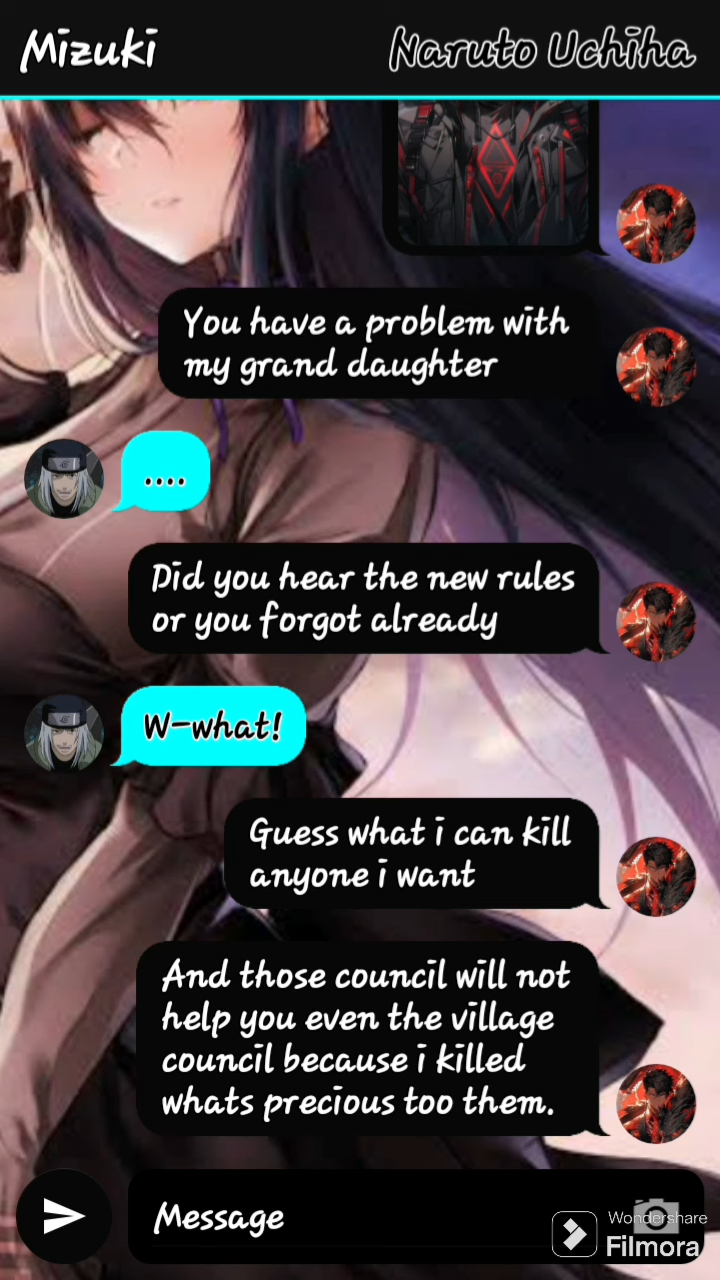 Mizuki
Naruto Uchiha
You have a problem with
my grand daughter
....
Did you hear the new rules
or you forgot already
W-what!
Guess what i can kill
anyone i want
And those council will not
help you even the village
council because i killed
whats precious too them.
Message
Wondershare
Filmora